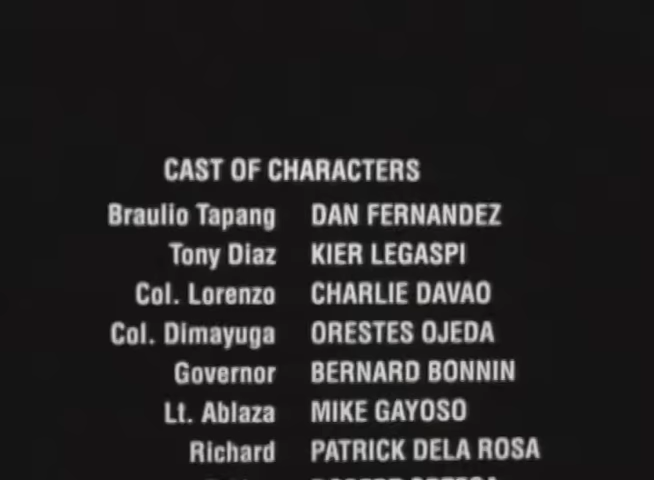 CAST OF CHARACTERS
Braulio Tapang DAN FERNANDEZ
Tony Diaz KIER LEGASPI
Col. Lorenzo CHARLIE DAVAO
Col. Dimayuga ORESTES OJEDA
Governor BERNARD BONNIN
Lt. Ablaza MIKE GAYOSO
Richard PATRICK DELA ROSA